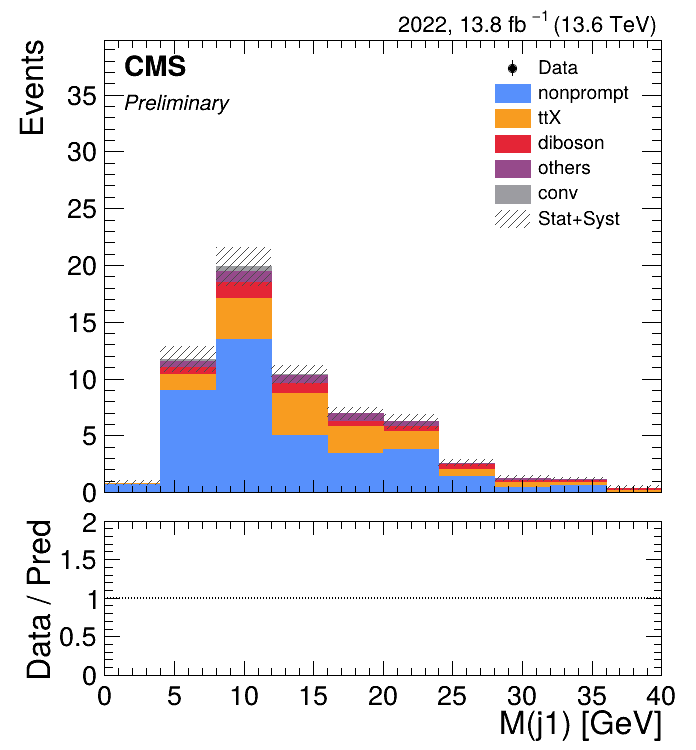 2022, 13.8 fb⁻¹ (13.6 TeV)
CMS
Preliminary
Events
35
30
25
20
15
10
5
0
Data
nonprompt
ttX
diboson
others
conv
Stat+Syst
Data / Pred
2
1.5
1
0.5
0
0 5 10 15 20 25 30 35 40
M(j1) [GeV]